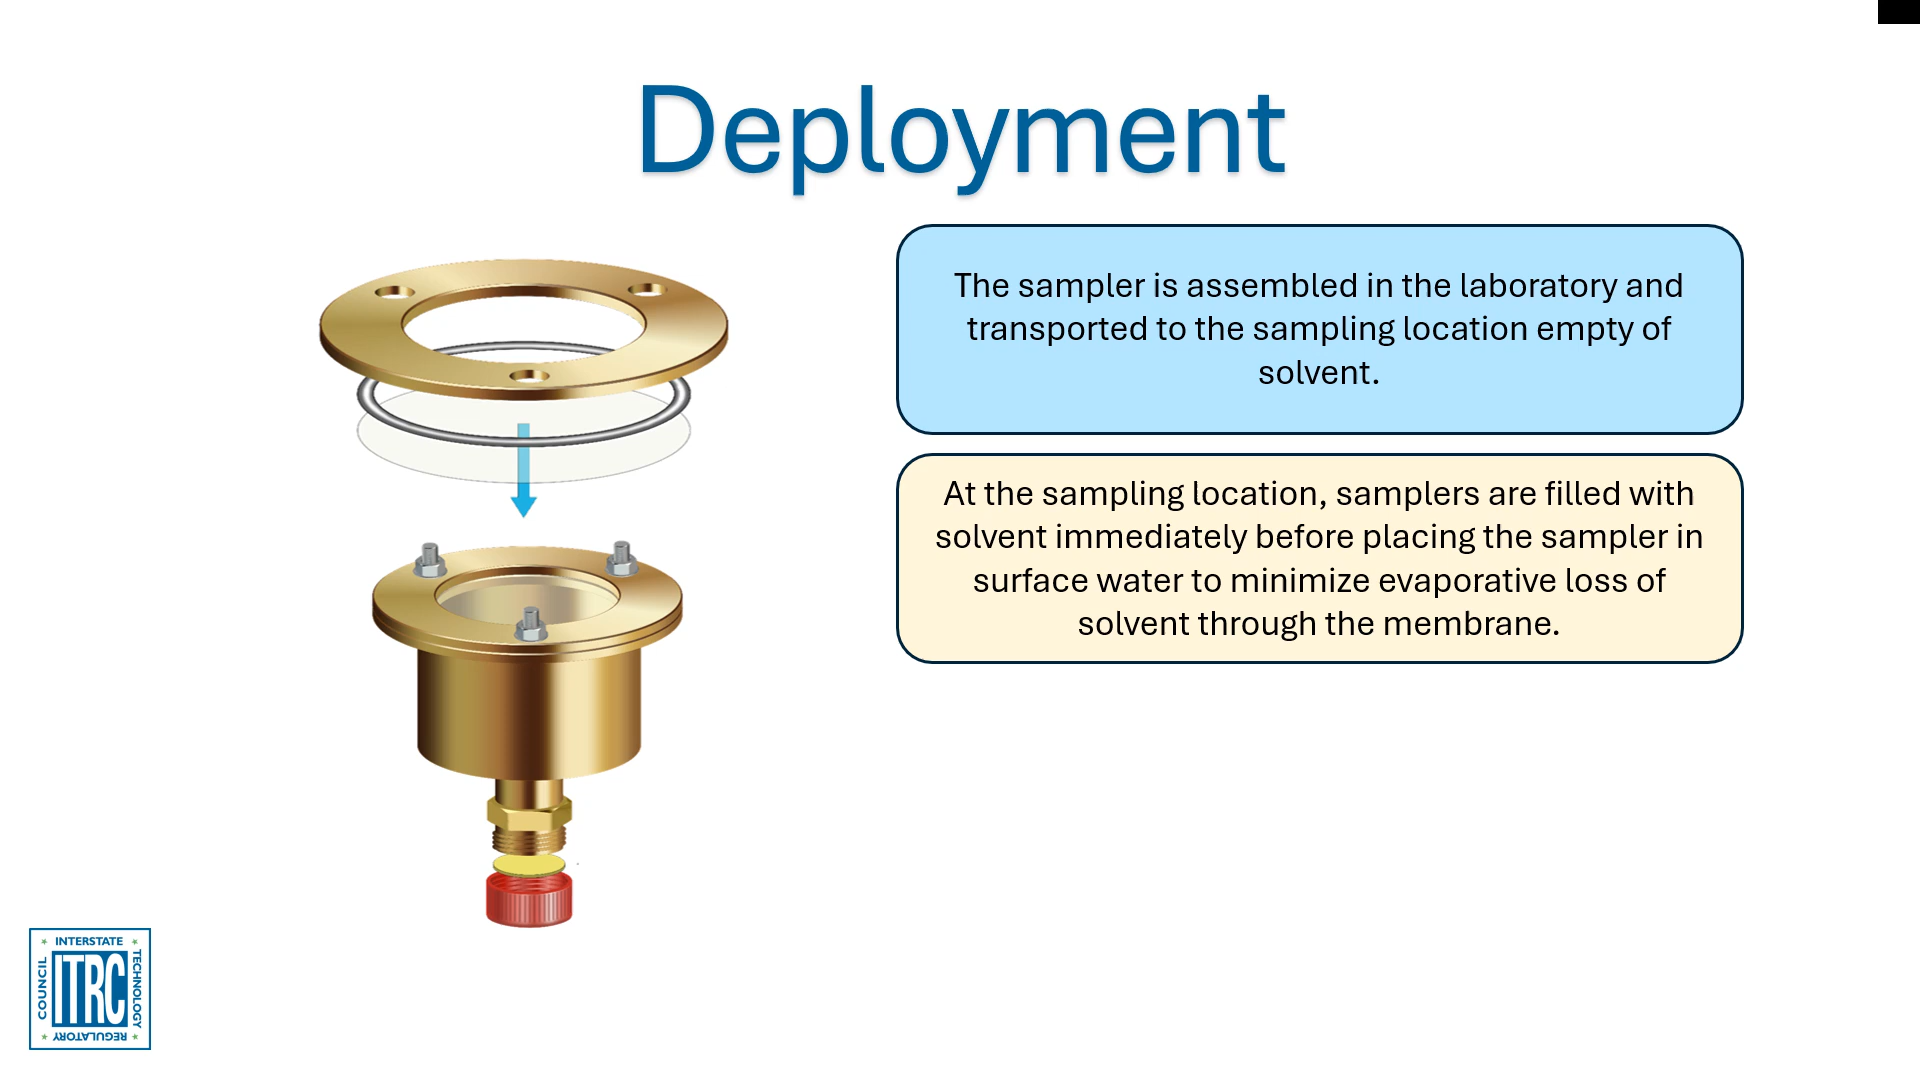 Deployment
The sampler is assembled in the laboratory and
transported to the sampling location empty of
solvent.
At the sampling location, samplers are filled with
solvent immediately before placing the sampler in
surface water to minimize evaporative loss of
solvent through the membrane.
INTERSTATE
TECHNOLOGY
REGULATORY
COUNCIL
ITRC